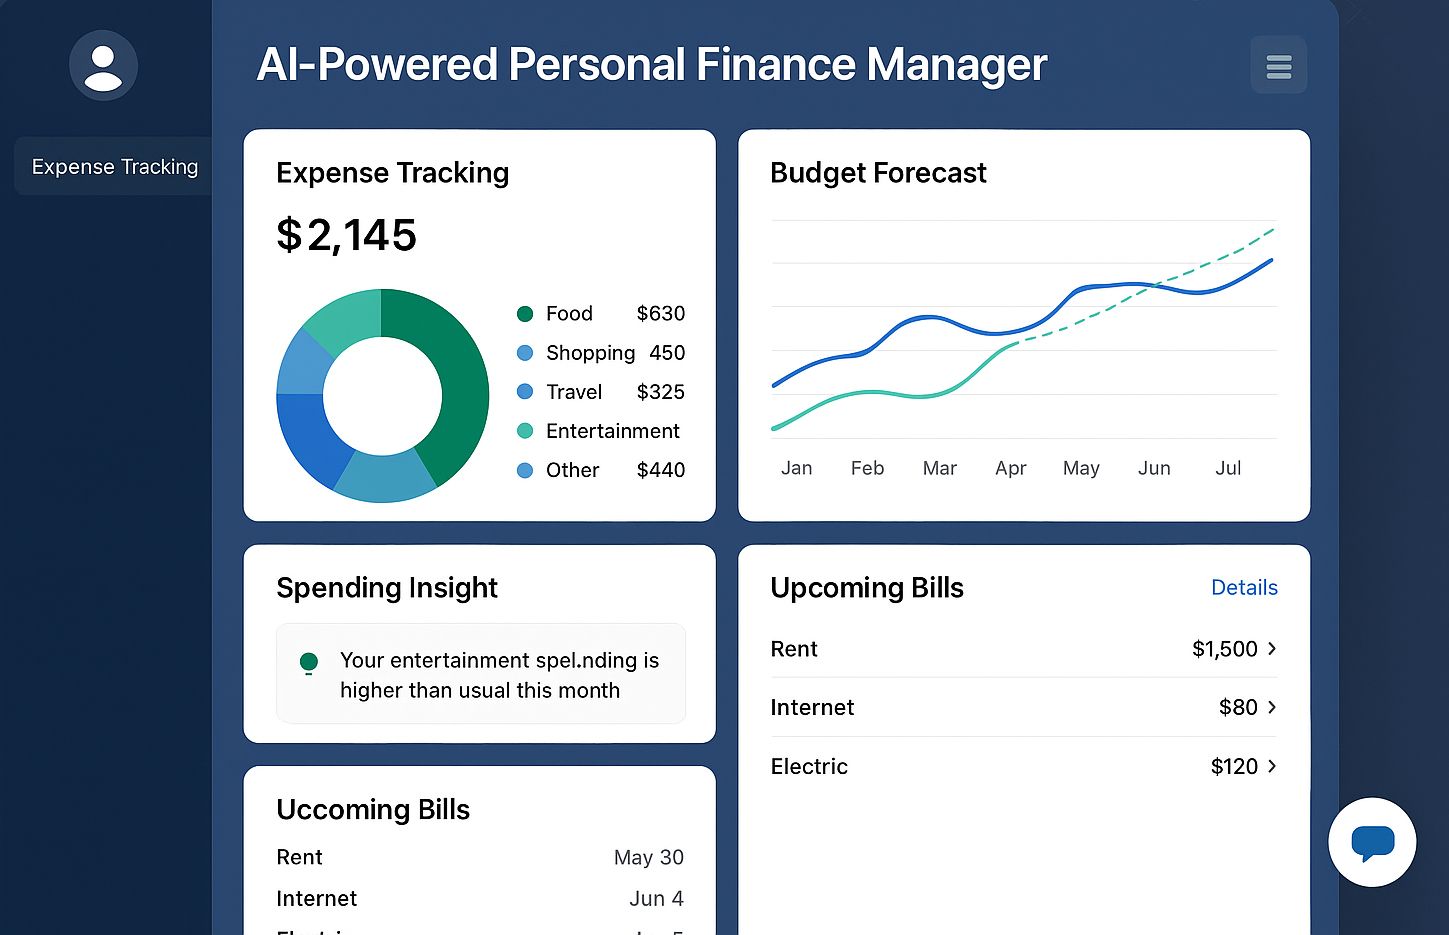 AI-Powered Personal Finance Manager
Expense Tracking
Expense Tracking
$2,145
Food $630
Shopping 450
Travel $325
Entertainment
Other $440
Budget Forecast
Jan Feb Mar Apr May Jun Jul
Spending Insight
Your entertainment spel.nding is
higher than usual this month
Upcoming Bills Details
Rent $1,500
Internet $80
Electric $120
Uccoming Bills
Rent May 30
Internet Jun 4